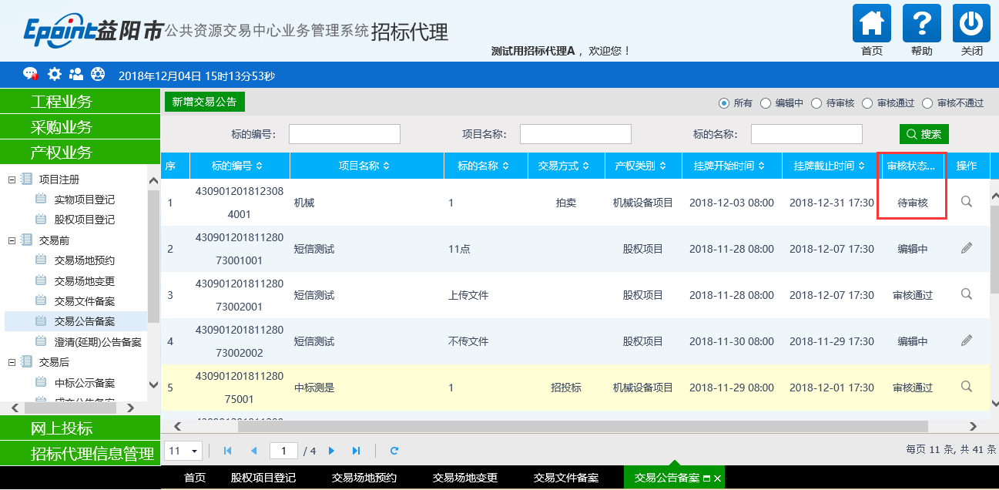 Epoint益阳市公共资源交易中心业务管理系统 招标代理
测试用招标代理A ，欢迎您！
首页 帮助 关闭
2018年12月04日 15时13分53秒
工程业务
采购业务
产权业务
项目注册
实物项目登记
股权项目登记
交易前
交易场地预约
交易场地变更
交易文件备案
交易公告备案
澄清(延期)公告备案
交易后
中标公示备案
成交公告备案
网上投标
招标代理信息管理
新增交易公告
所有 编辑中 待审核 审核通过 审核不通过
标的编号： 项目名称： 标的名称： 搜索
序 标的编号 项目名称 标的名称 交易方式 产权类别 挂牌开始时间 挂牌截止时间 审核状态... 操作
1 430901201812308 4001 机械 1 拍卖 机械设备项目 2018-12-03 08:00 2018-12-31 17:30 待审核
2 430901201811280 73001001 短信测试 11点 股权项目 2018-11-28 08:00 2018-12-07 17:30 编辑中
3 430901201811280 73002001 短信测试 上传文件 股权项目 2018-11-28 08:00 2018-12-07 17:30 审核通过
4 430901201811280 73002002 短信测试 不传文件 股权项目 2018-11-30 08:00 2018-11-29 17:30 编辑中
5 430901201811280 75001 中标测是 1 招投标 机械设备项目 2018-11-29 08:00 2018-12-01 17:30 审核通过
11 1 / 4 每页 11 条, 共 41 条
首页 股权项目登记 交易场地预约 交易场地变更 交易文件备案 交易公告备案